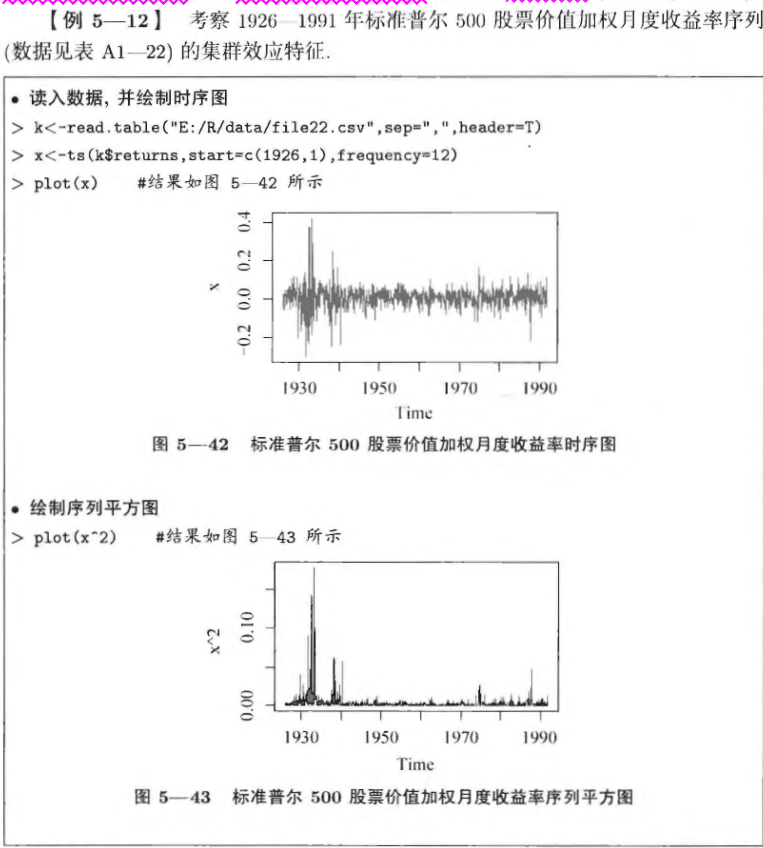 【例 5—12】 考察 1926—1991 年标准普尔 500 股票价值加权月度收益率序列
(数据见表 A1—22) 的集群效应特征.
• 读入数据, 并绘制时序图
> k<-read.table("E:/R/data/file22.csv",sep=",",header=T)
> x<-ts(k$returns,start=c(1926,1),frequency=12)
> plot(x) #结果如图 5—42 所示
0.4
0.2
0.0
-0.2
x
1930 1950 1970 1990
Time
图 5—42 标准普尔 500 股票价值加权月度收益率时序图
• 绘制序列平方图
> plot(x^2) #结果如图 5—43 所示
0.10
0.00
x^2
1930 1950 1970 1990
Time
图 5—43 标准普尔 500 股票价值加权月度收益率序列平方图